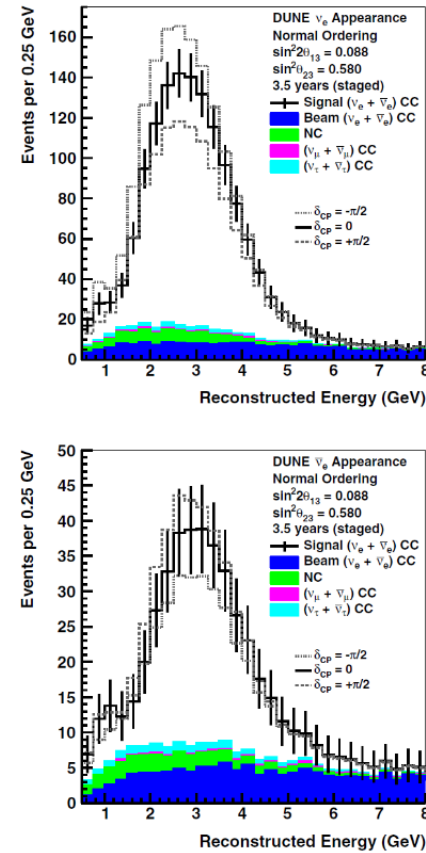 DUNE νe Appearance
Normal Ordering
sin²2θ13 = 0.088
sin²θ23 = 0.580
3.5 years (staged)
Signal (νe + ν̄e) CC
Beam (νe + ν̄e) CC
NC
(νμ + ν̄μ) CC
(ντ + ν̄τ) CC
δCP = -π/2
δCP = 0
δCP = +π/2
Events per 0.25 GeV
160
140
120
100
80
60
40
20
0
1 2 3 4 5 6 7 8
Reconstructed Energy (GeV)
DUNE ν̄e Appearance
Normal Ordering
sin²2θ13 = 0.088
sin²θ23 = 0.580
3.5 years (staged)
Signal (νe + ν̄e) CC
Beam (νe + ν̄e) CC
NC
(νμ + ν̄μ) CC
(ντ + ν̄τ) CC
δCP = -π/2
δCP = 0
δCP = +π/2
Events per 0.25 GeV
50
45
40
35
30
25
20
15
10
5
0
1 2 3 4 5 6 7 8
Reconstructed Energy (GeV)